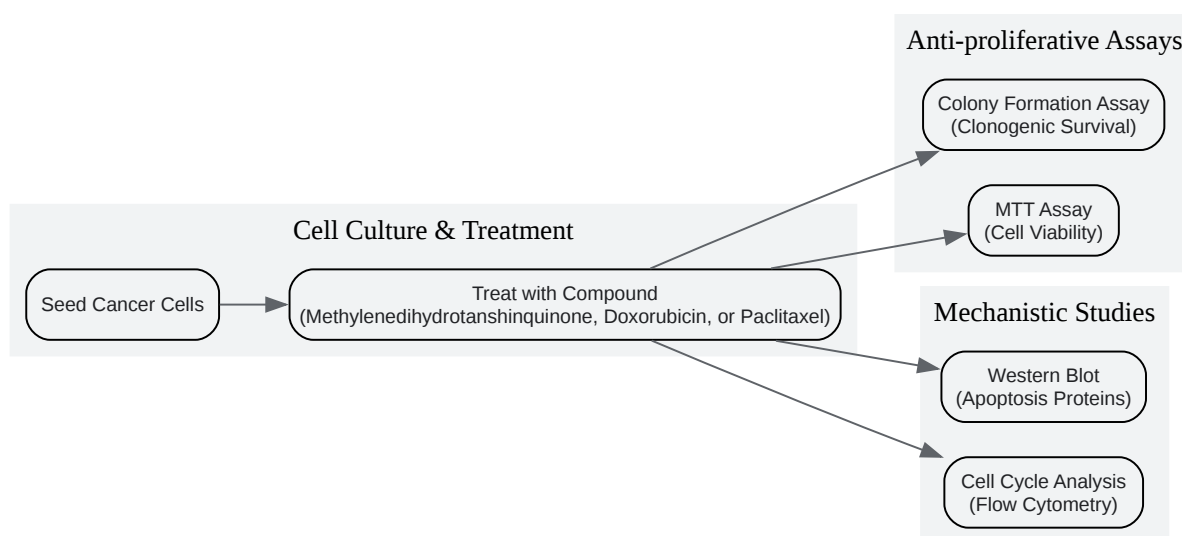 Cell Culture & Treatment
Seed Cancer Cells
Treat with Compound
(Methylenedihydrotanshinquinone, Doxorubicin, or Paclitaxel)
Anti-proliferative Assays
Colony Formation Assay
(Clonogenic Survival)
MTT Assay
(Cell Viability)
Mechanistic Studies
Western Blot
(Apoptosis Proteins)
Cell Cycle Analysis
(Flow Cytometry)